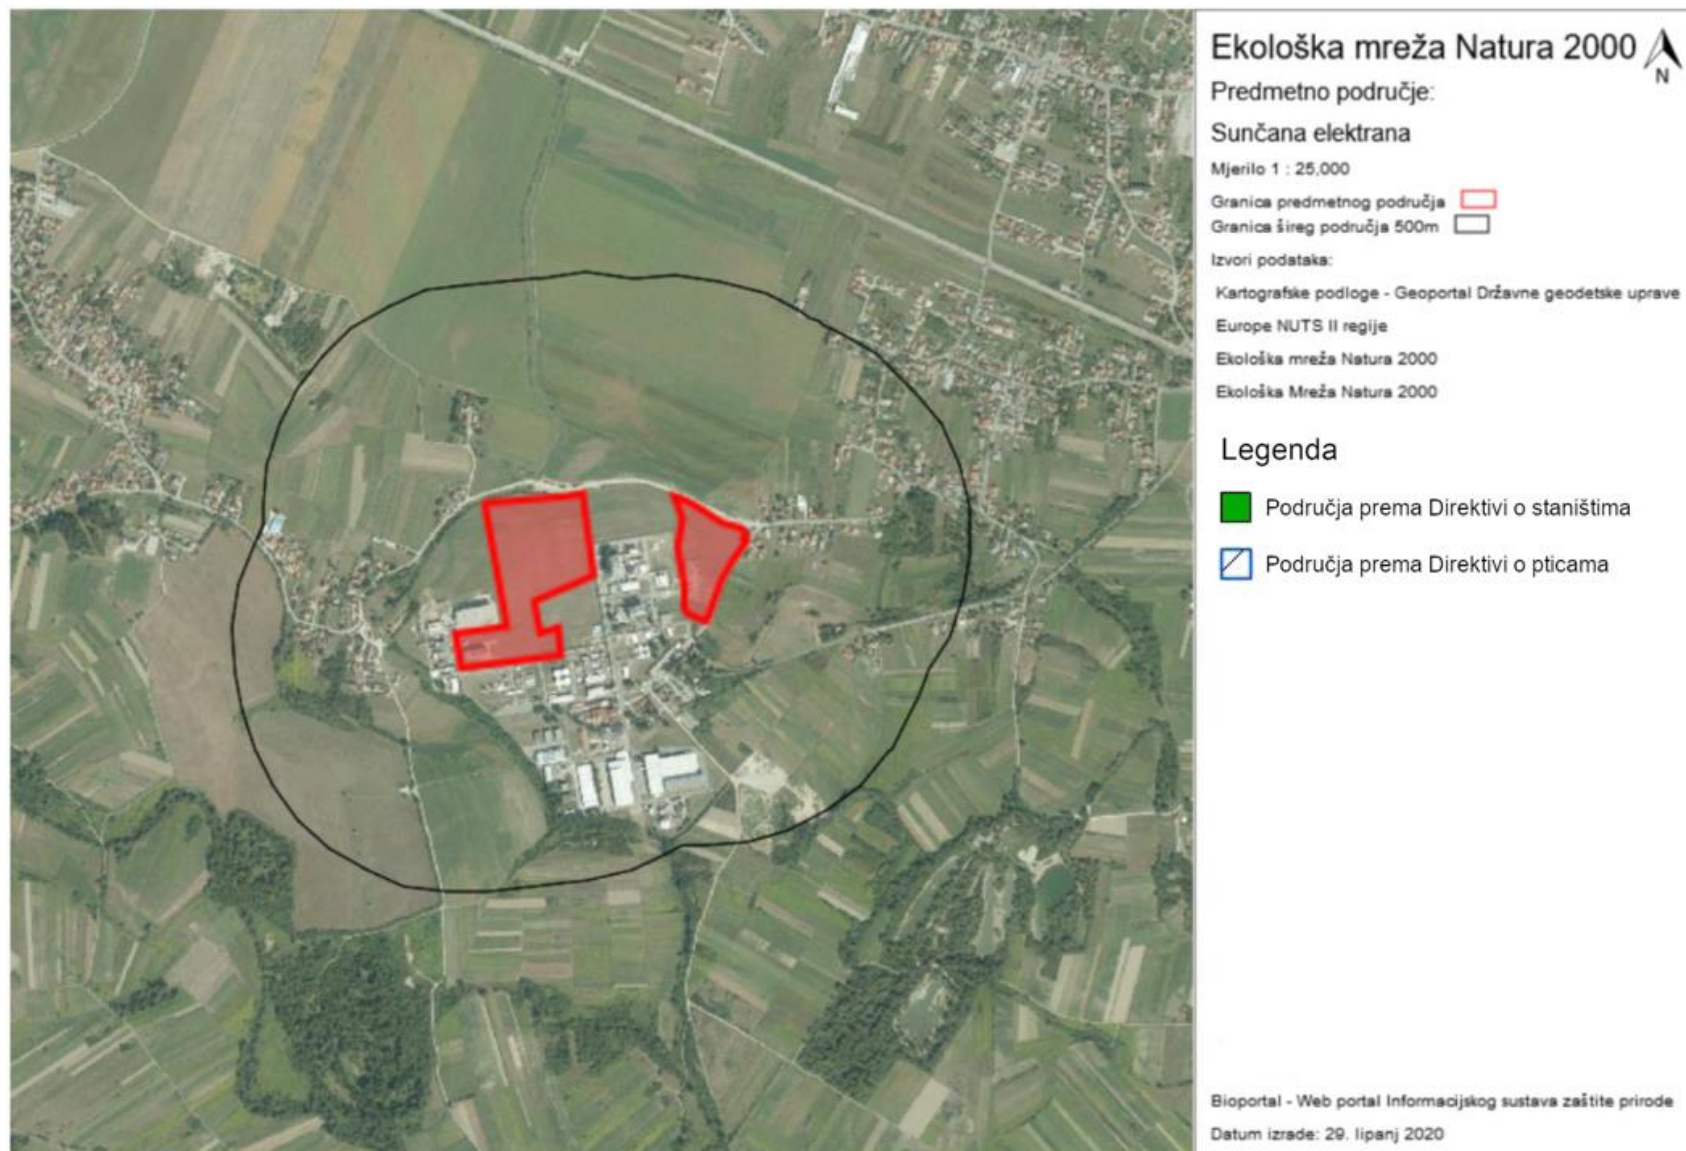 Ekološka mreža Natura 2000
N
Predmetno područje:
Sunčana elektrana
Mjerilo 1 : 25,000
Granica predmetnog područja
Granica šireg područja 500m
Izvori podataka:
Kartografske podloge - Geoportal Državne geodetske uprave
Europe NUTS II regije
Ekološka mreža Natura 2000
Ekološka Mreža Natura 2000
Legenda
Područja prema Direktivi o staništima
Područja prema Direktivi o pticama
Bioportal - Web portal Informacijskog sustava zaštite prirode
Datum izrade: 29. lipanj 2020